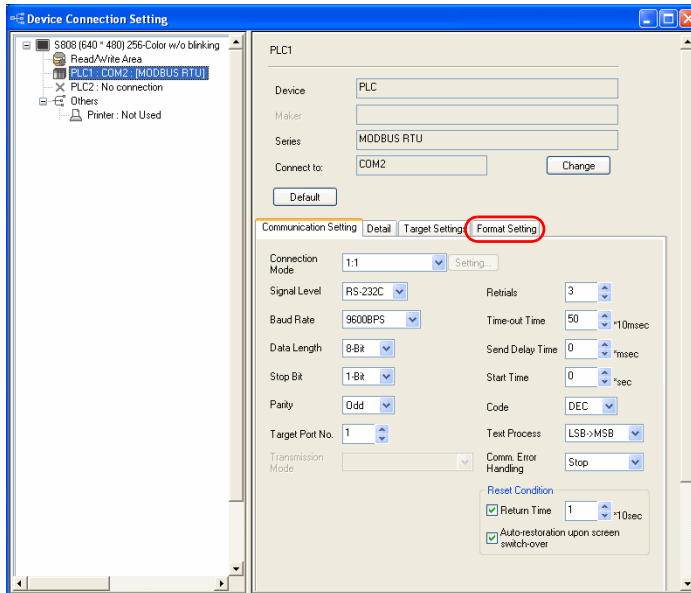 Device Connection Setting
S808 (640 * 480) 256-Color w/o blinking
Read/Write Area
PLC1 : COM2 : [MODBUS RTU]
PLC2 : No connection
Others
Printer : Not Used
PLC1
Device PLC
Maker
Series MODBUS RTU
Connect to: COM2 Change
Default
Communication Setting Detail Target Settings Format Setting
Connection Mode 1:1 Setting...
Signal Level RS-232C Retrials 3
Baud Rate 9600BPS Time-out Time 50 *10msec
Data Length 8-Bit Send Delay Time 0 *msec
Stop Bit 1-Bit Start Time 0 *sec
Parity Odd Code DEC
Target Port No. 1 Text Process LSB->MSB
Transmission Mode Comm. Error Handling Stop
Reset Condition
Return Time 1 *10sec
Auto-restoration upon screen
switch-over